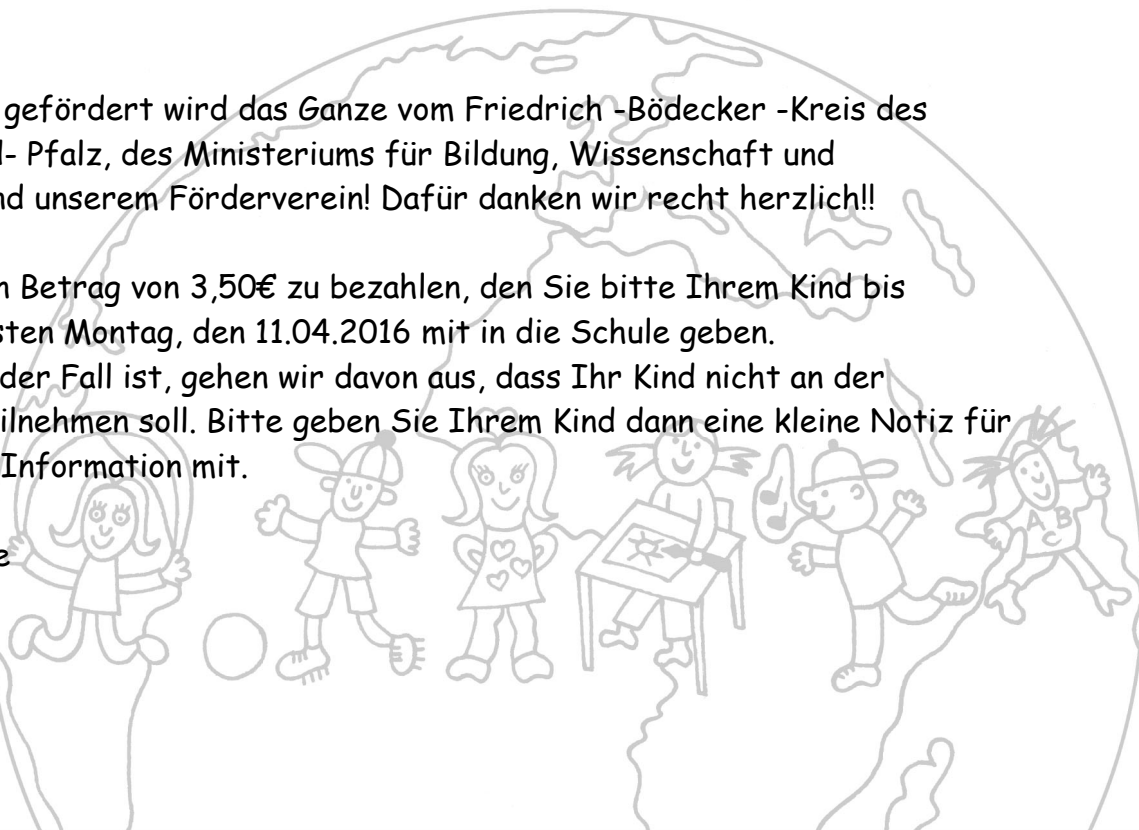 gefördert wird das Ganze vom Friedrich -Bödecker -Kreis des
- Pfalz, des Ministeriums für Bildung, Wissenschaft und
unserem Förderverein! Dafür danken wir recht herzlich!!
Betrag von 3,50€ zu bezahlen, den Sie bitte Ihrem Kind bis
Montag, den 11.04.2016 mit in die Schule geben.
der Fall ist, gehen wir davon aus, dass Ihr Kind nicht an der
soll. Bitte geben Sie Ihrem Kind dann eine kleine Notiz für
Information mit.
A B
C